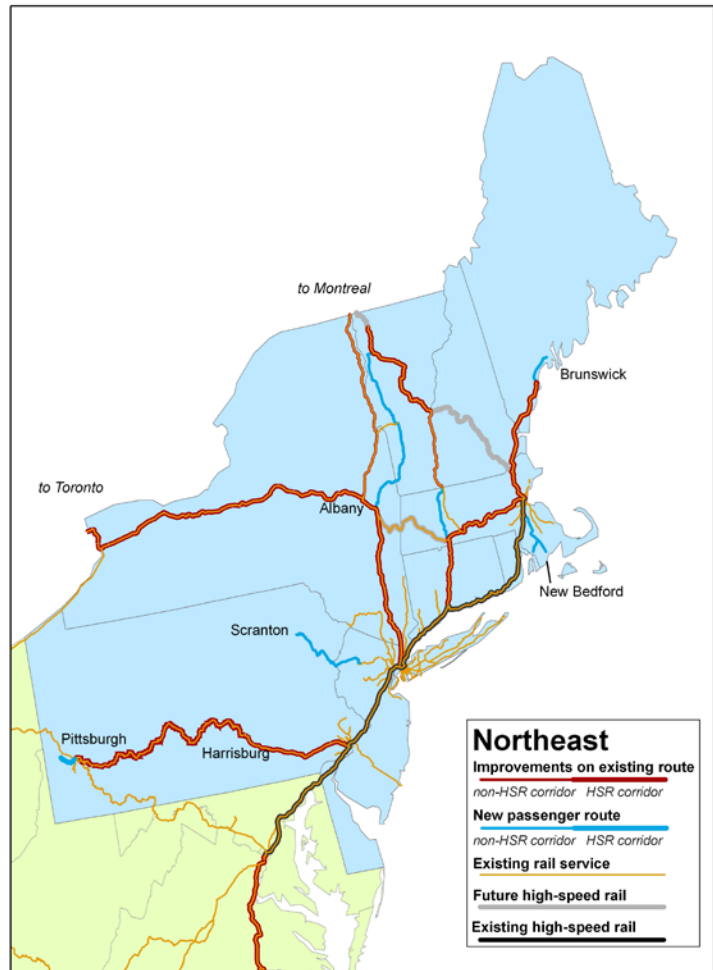 to Montreal
Brunswick
to Toronto
Albany
New Bedford
Scranton
Pittsburgh
Harrisburg
Northeast
Improvements on existing route
non-HSR corridor HSR corridor
New passenger route
non-HSR corridor HSR corridor
Existing rail service
Future high-speed rail
Existing high-speed rail